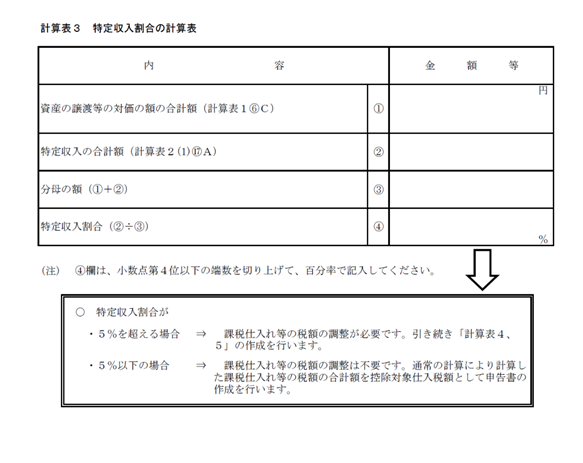 計算表３　特定収入割合の計算表
内　容　金　額　等
円
資産の譲渡等の対価の額の合計額（計算表１⑥Ｃ）　①
特定収入の合計額（計算表２(1)⑰Ａ）　②
分母の額（①＋②）　③
特定収入割合（②÷③）　④
％
（注）　④欄は、小数点第４位以下の端数を切り上げて、百分率で記入してください。
○　特定収入割合が
・５％を超える場合　⇒　課税仕入れ等の税額の調整が必要です。引き続き「計算表４、
５」の作成を行います。
・５％以下の場合　⇒　課税仕入れ等の税額の調整は不要です。通常の計算により計算し
た課税仕入れ等の税額の合計額を控除対象仕入税額として申告書の
作成を行います。